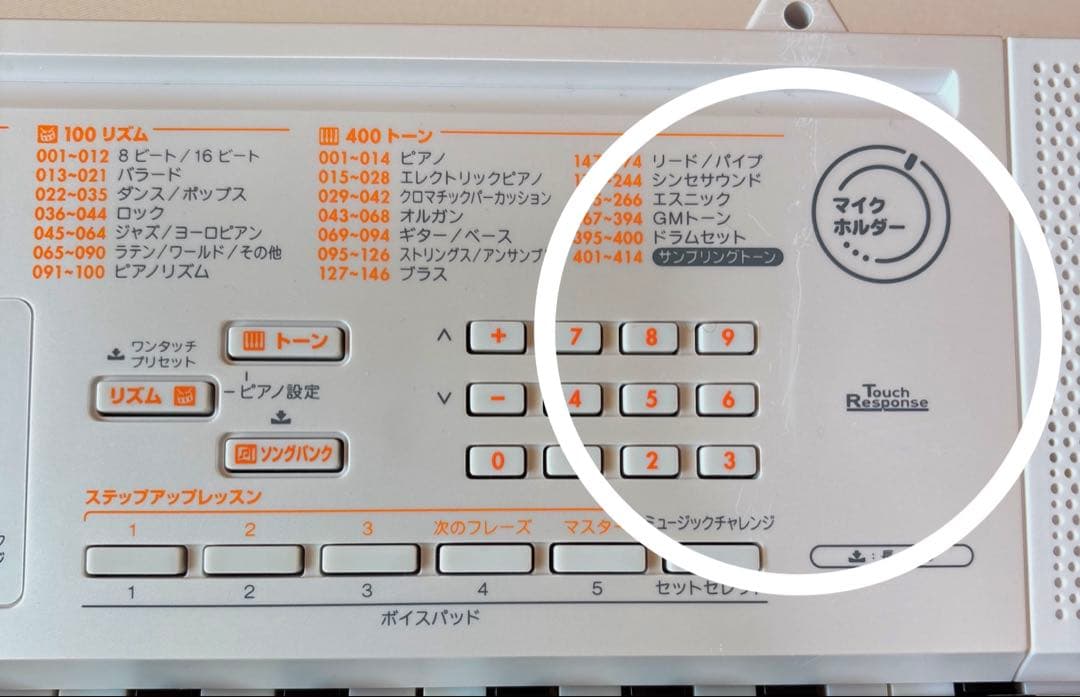 100 リズム
001~012 8 ビート/16 ビート
013~021 バラード
022~035 ダンス/ポップス
036~044 ロック
045~064 ジャズ/ヨーロピアン
065~090 ラテン/ワールド/その他
091~100 ピアノリズム
400 トーン
001~014 ピアノ
015~028 エレクトリックピアノ
029~042 クロマチックパーカッション
043~068 オルガン
069~094 ギター/ベース
095~126 ストリングス/アンサンブ
127~146 ブラス
リード/パイプ
シンセサウンド
エスニック
GMトーン
395~400 ドラムセット
401~414 サンプリングトーン
マイク
ホルダー
ワンタッチ
プリセット
トーン
リズム
ピアノ設定
ソングバンク
+ 7 8 9
- 4 5 6
0 2 3
Touch
Response
ステップアップレッスン
1 2 3 次のフレーズ マスター ミュージックチャレンジ
1 2 3 4 5 セットセレクト
ボイスパッド